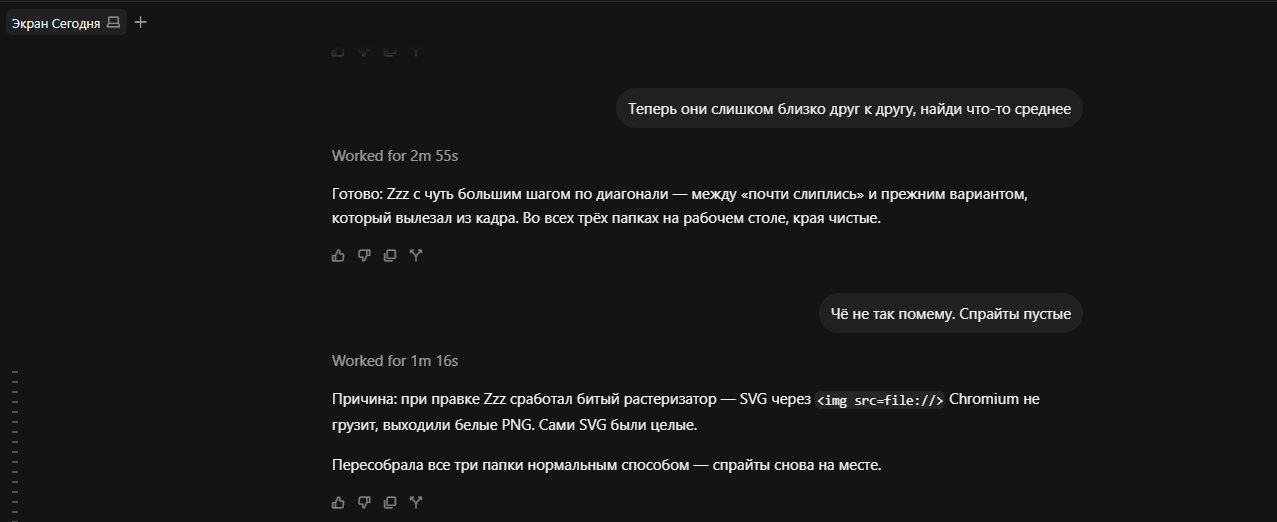 Экран Сегодня
Теперь они слишком близко друг к другу, найди что-то среднее
Worked for 2m 55s
Готово: Zzz с чуть большим шагом по диагонали — между «почти слиплись» и прежним вариантом,
который вылезал из кадра. Во всех трёх папках на рабочем столе, края чистые.
Чё не так помему. Спрайты пустые
Worked for 1m 16s
Причина: при правке Zzz сработал битый растеризатор — SVG через <img src=file://> Chromium не
грузит, выходили белые PNG. Сами SVG были целые.
Пересобрала все три папки нормальным способом — спрайты снова на месте.